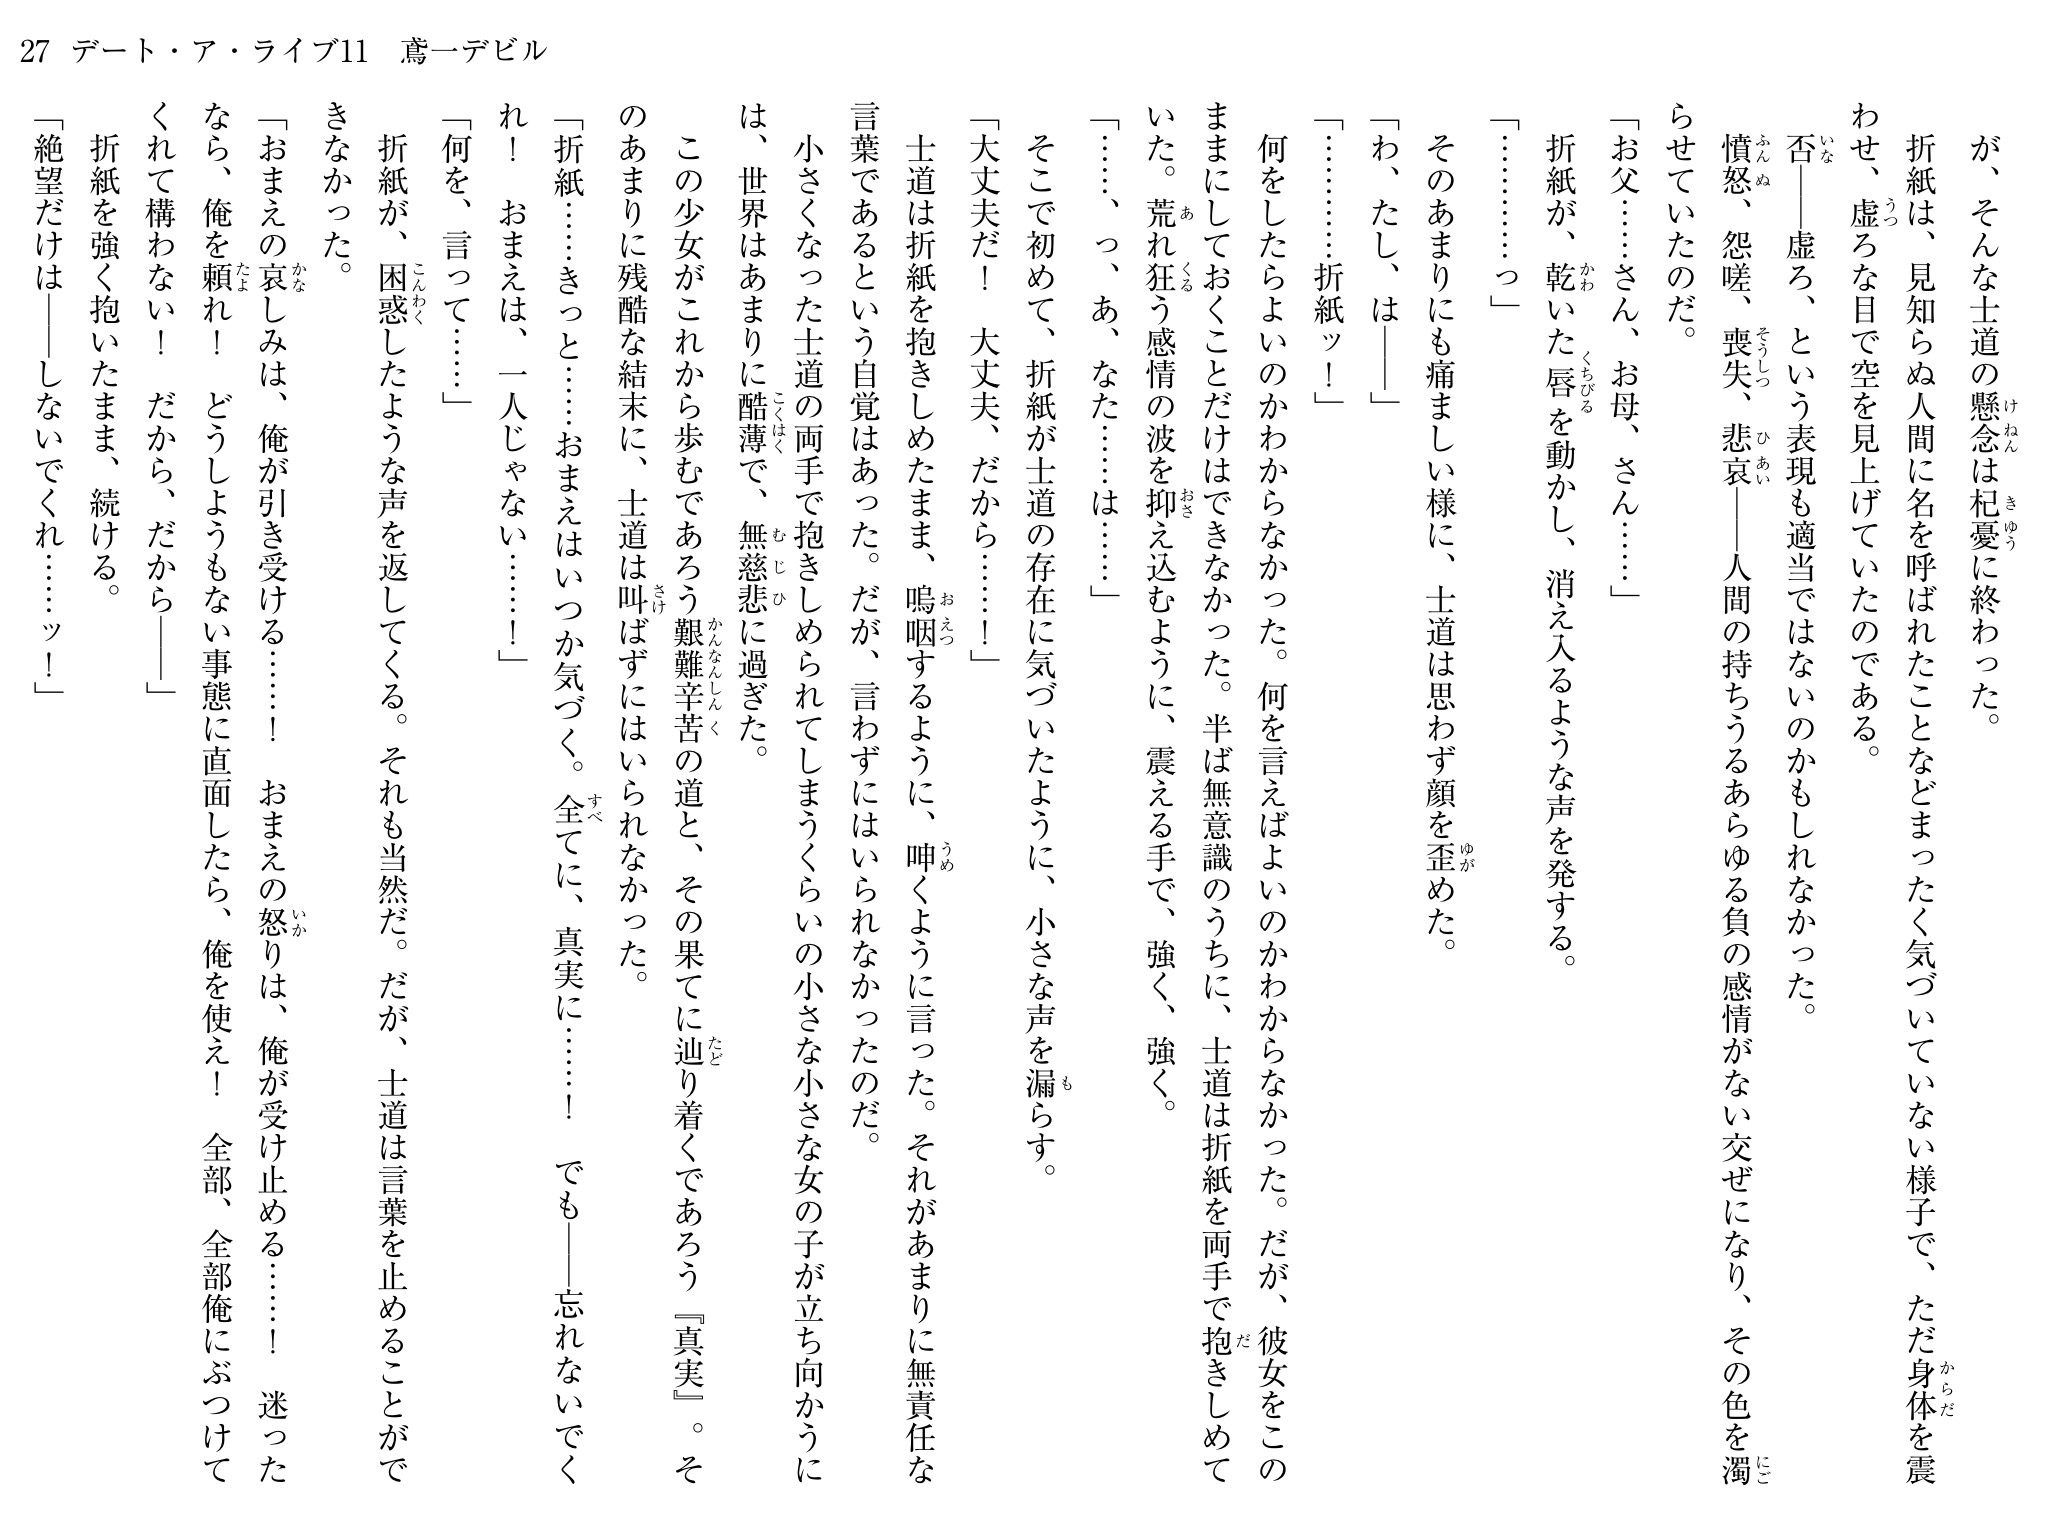 27 デート・ア・ライブ11　鳶一デビル
　が、そんな士道の懸念は杞憂に終わった。
　折紙は、見知らぬ人間に名を呼ばれたことなどまったく気づいていない様子で、ただ身体を震
わせ、虚ろな目で空を見上げていたのである。
　否――虚ろ、という表現も適当ではないのかもしれなかった。
　憤怒、怨嗟、喪失、悲哀――人間の持ちうるあらゆる負の感情がない交ぜになり、その色を濁
らせていたのだ。
「お父……さん、お母、さん……」
　折紙が、乾いた唇を動かし、消え入るような声を発する。
「…………っ」
　そのあまりにも痛ましい様に、士道は思わず顔を歪めた。
「わ、たし、は――」
「…………折紙ッ！」
　何をしたらよいのかわからなかった。何を言えばよいのかわからなかった。だが、彼女をこの
ままにしておくことだけはできなかった。半ば無意識のうちに、士道は折紙を両手で抱きしめて
いた。荒れ狂う感情の波を抑え込むように、震える手で、強く、強く。
「……、っ、あ、なた……は……」
　そこで初めて、折紙が士道の存在に気づいたように、小さな声を漏らす。
「大丈夫だ！　大丈夫、だから……！」
　士道は折紙を抱きしめたまま、嗚咽するように、呻くように言った。それがあまりに無責任な
言葉であるという自覚はあった。だが、言わずにはいられなかったのだ。
　小さくなった士道の両手で抱きしめられてしまうくらいの小さな小さな女の子が立ち向かうに
は、世界はあまりに酷薄で、無慈悲に過ぎた。
　この少女がこれから歩むであろう艱難辛苦の道と、その果てに辿り着くであろう『真実』。そ
のあまりに残酷な結末に、士道は叫ばずにはいられなかった。
「折紙……きっと……おまえはいつか気づく。全てに、真実に……！　でも――忘れないでく
れ！　おまえは、一人じゃない……！」
「何を、言って……」
　折紙が、困惑したような声を返してくる。それも当然だ。だが、士道は言葉を止めることがで
きなかった。
「おまえの哀しみは、俺が引き受ける……！　おまえの怒りは、俺が受け止める……！　迷った
なら、俺を頼れ！　どうしようもない事態に直面したら、俺を使え！　全部、全部俺にぶつけて
くれて構わない！　だから、だから――」
　折紙を強く抱いたまま、続ける。
「絶望だけは――しないでくれ……ッ！」